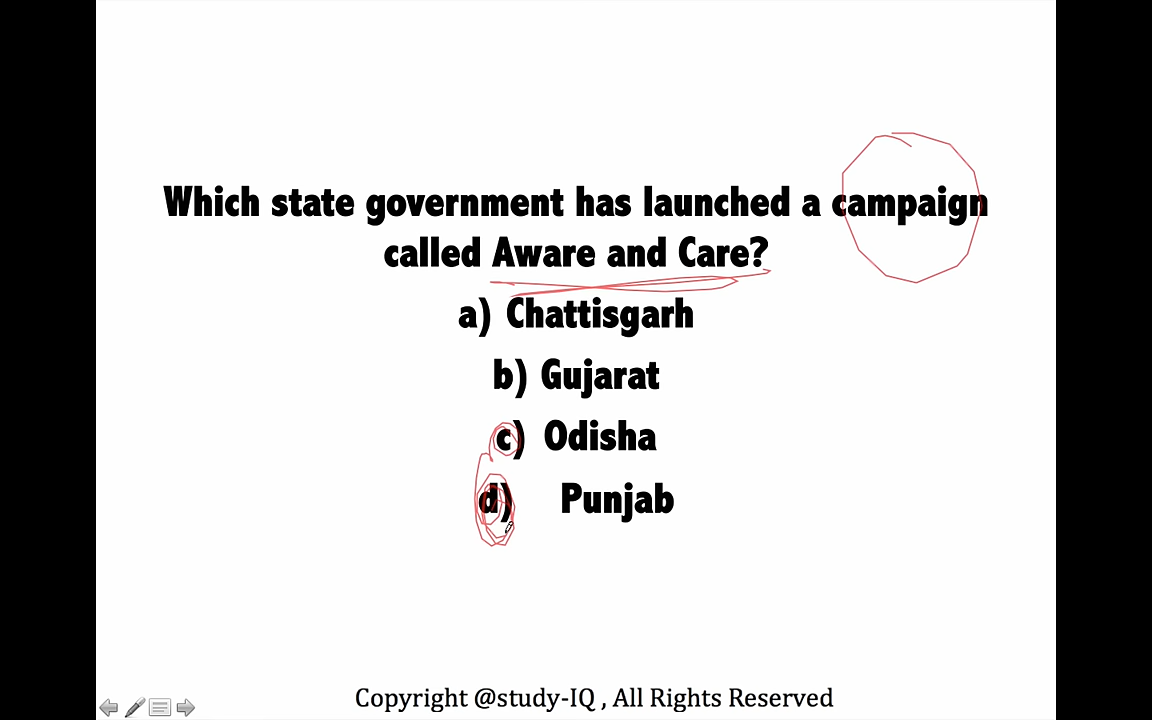 Which state government has launched a campaign
called Aware and Care?
a) Chattisgarh
b) Gujarat
c) Odisha
d) Punjab
Copyright @study-IQ , All Rights Reserved